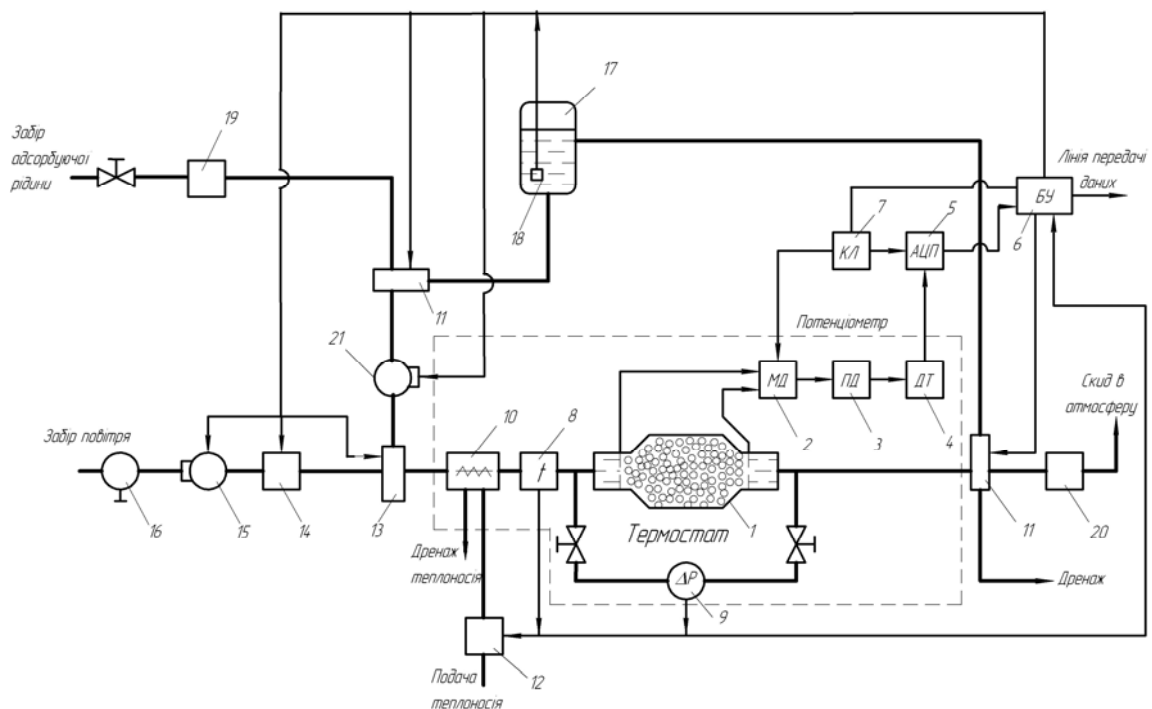 17
19
Забір
адсорбуючої
рідини
Лінія передачі
даних
БУ
7
5
6
18
КЛ
АЦП
11
Потенціометр
21
МД
ПД
ДТ
Скид в
атмосферу
10
8
2
3
4
Забір повітря
t
16
15
14
13
1
11
20
Термостат
Дренаж
теплоносія
ΔP
Дренаж
9
12
Подача
теплоносія